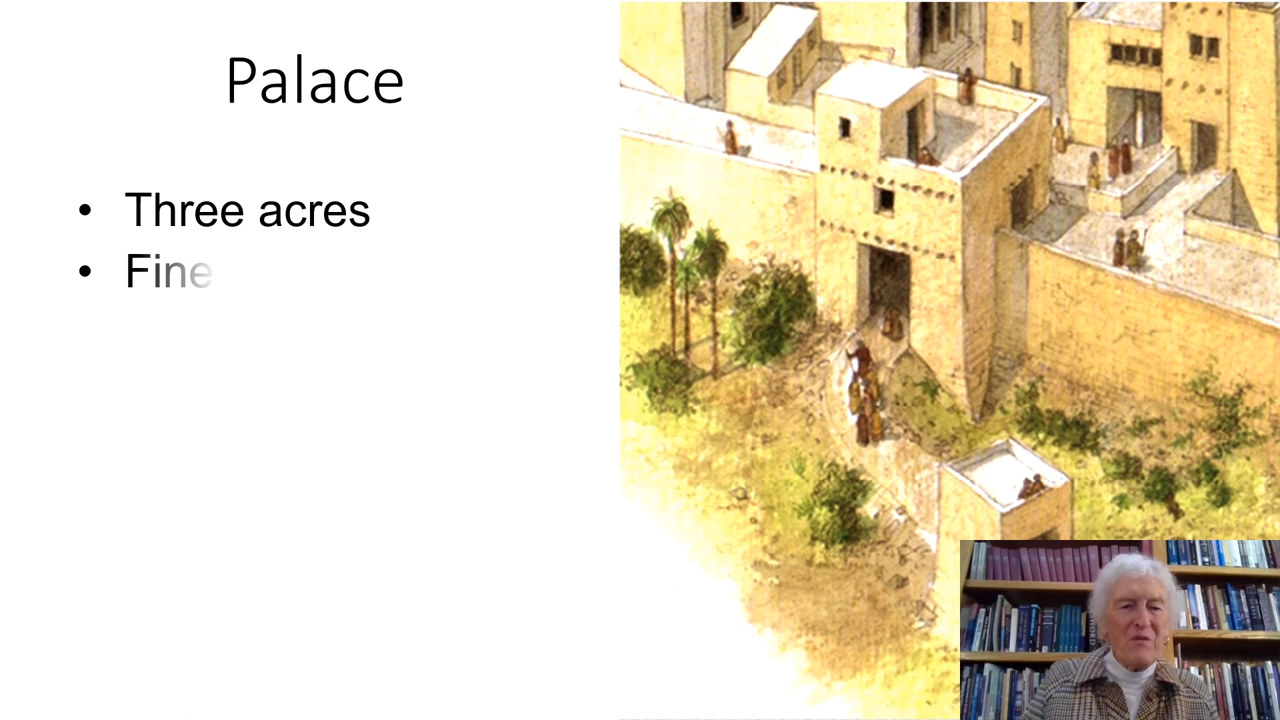 Palace
• Three acres
• Fine